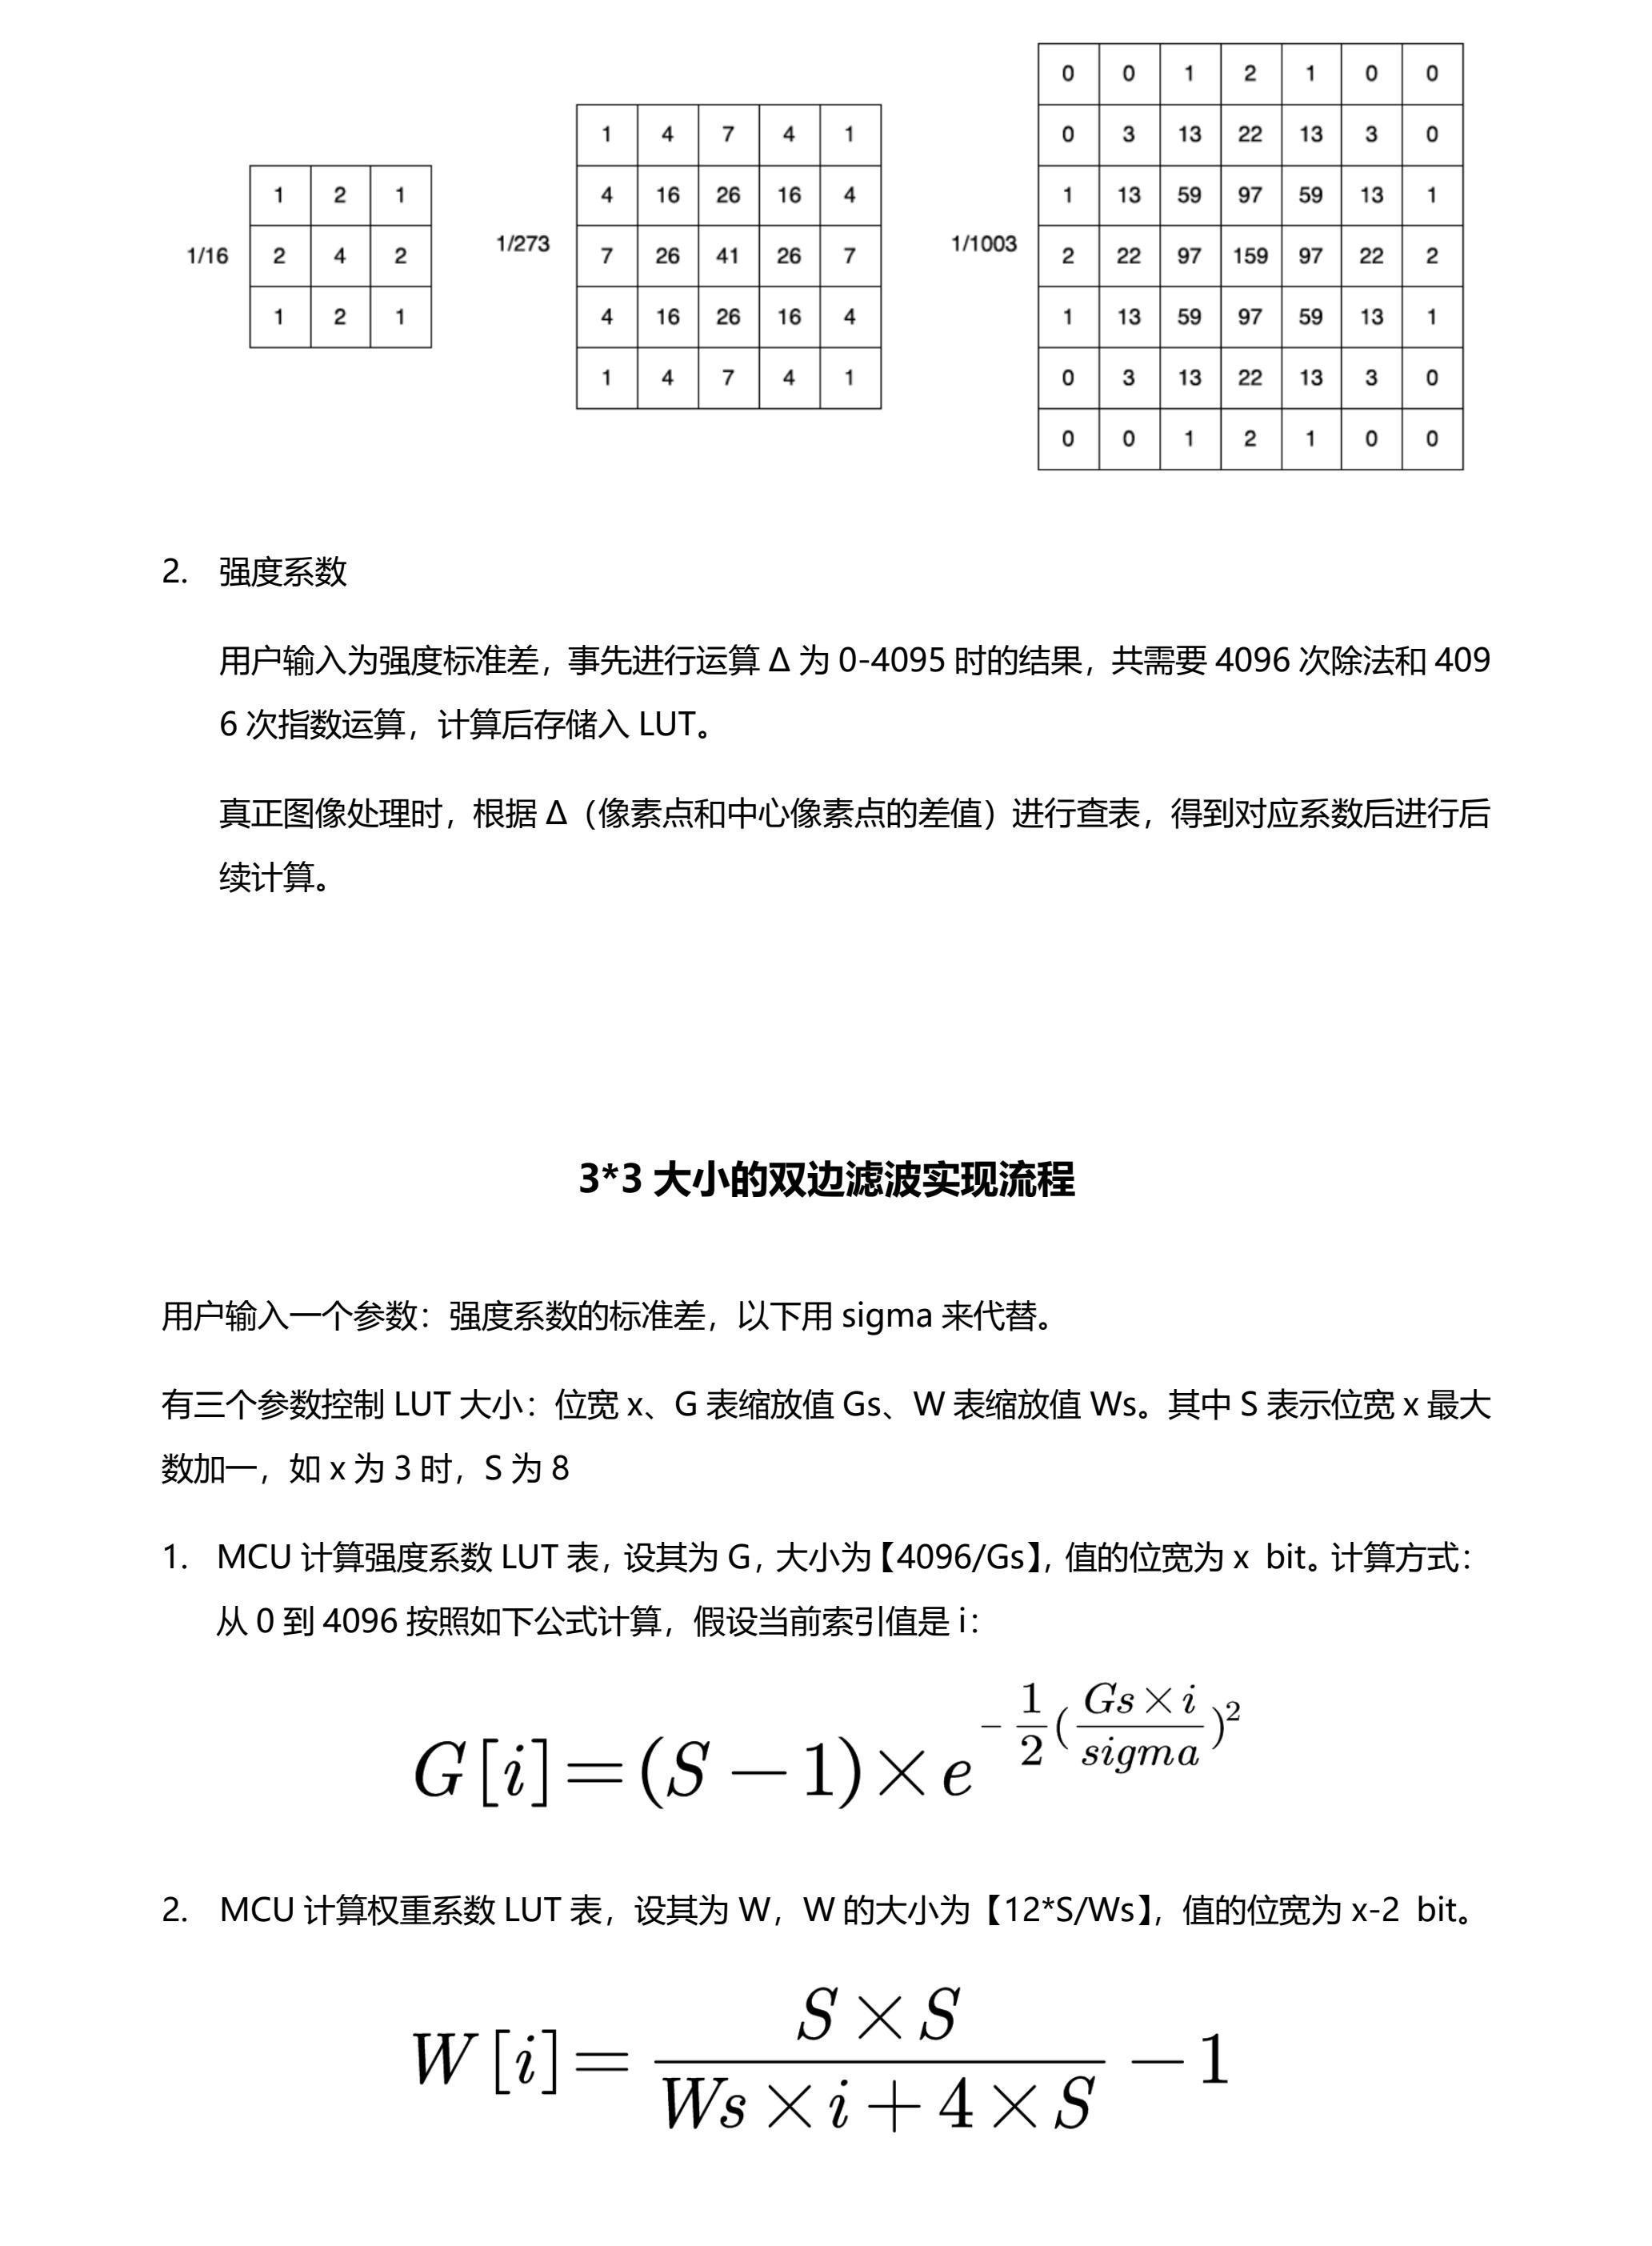 1/16
1 2 1
2 4 2
1 2 1
1/273
1 4 7 4 1
4 16 26 16 4
7 26 41 26 7
4 16 26 16 4
1 4 7 4 1
1/1003
0 0 1 2 1 0 0
0 3 13 22 13 3 0
1 13 59 97 59 13 1
2 22 97 159 97 22 2
1 13 59 97 59 13 1
0 3 13 22 13 3 0
0 0 1 2 1 0 0
2. 强度系数
用户输入为强度标准差，事先进行运算 Δ 为 0-4095 时的结果，共需要 4096 次除法和 409
6 次指数运算，计算后存储入 LUT。
真正图像处理时，根据 Δ（像素点和中心像素点的差值）进行查表，得到对应系数后进行后
续计算。
3*3 大小的双边滤波实现流程
用户输入一个参数：强度系数的标准差，以下用 sigma 来代替。
有三个参数控制 LUT 大小：位宽 x、G 表缩放值 Gs、W 表缩放值 Ws。其中 S 表示位宽 x 最大
数加一，如 x 为 3 时，S 为 8
1. MCU 计算强度系数 LUT 表，设其为 G，大小为【4096/Gs】，值的位宽为 x bit。计算方式：
从 0 到 4096 按照如下公式计算，假设当前索引值是 i：
G[i]=(S−1)×e^{−\frac{1}{2}(\frac{Gs×i}{sigma})^2}
2. MCU 计算权重系数 LUT 表，设其为 W，W 的大小为【12*S/Ws】，值的位宽为 x-2 bit。
W[i]=\frac{S×S}{Ws×i+4×S}−1